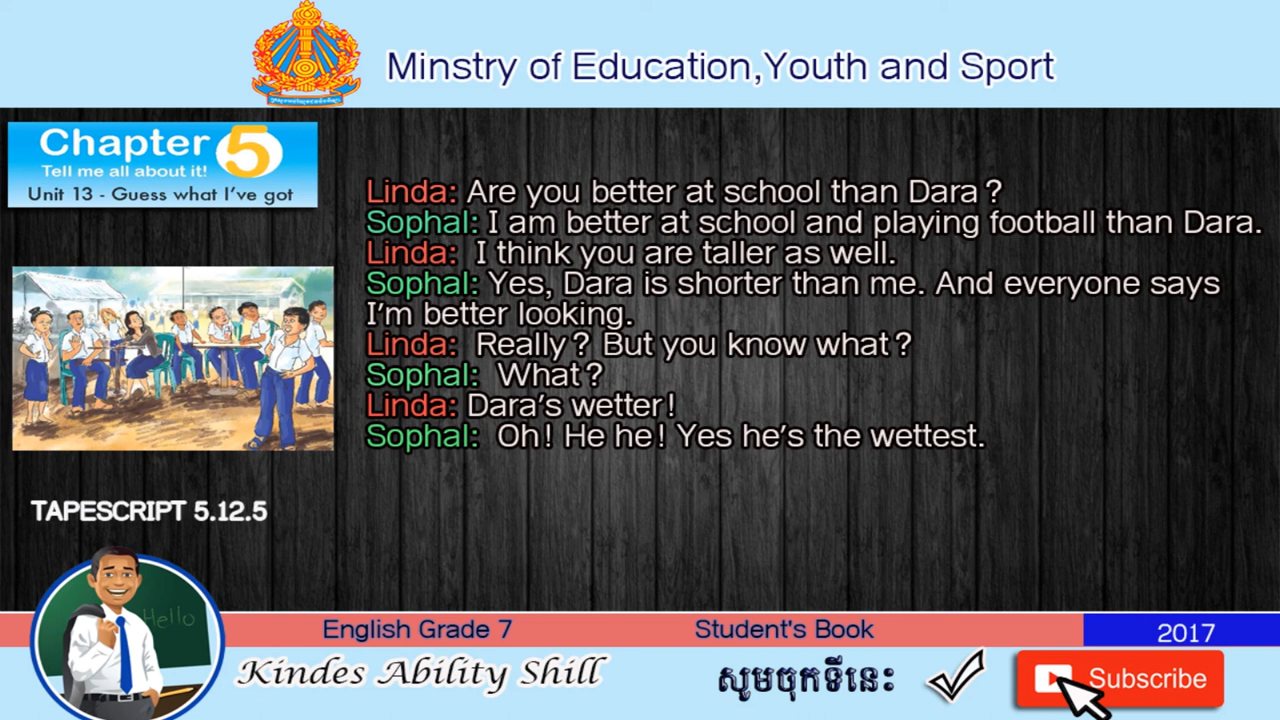 Minstry of Education,Youth and Sport
Chapter 5
Tell me all about it!
Unit 13 - Guess what I've got
Linda: Are you better at school than Dara ?
Sophal: I am better at school and playing football than Dara.
Linda: I think you are taller as well.
Sophal: Yes, Dara is shorter than me. And everyone says
I'm better looking.
Linda: Really ? But you know what ?
Sophal: What ?
Linda: Dara's wetter !
Sophal: Oh ! He he ! Yes he's the wettest.
TAPESCRIPT 5.12.5
Hello
English Grade 7
Student's Book
2017
Kindes Ability Shill
សូមចុកទីនេះ
Subscribe